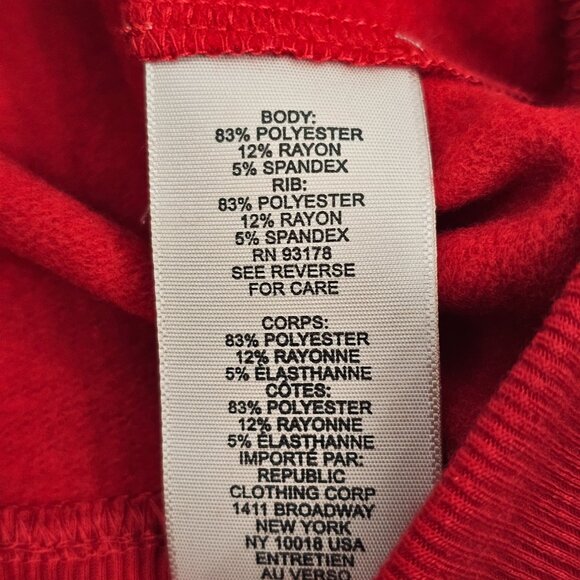 BODY:
83% POLYESTER
12% RAYON
5% SPANDEX
RIB:
83% POLYESTER
12% RAYON
5% SPANDEX
RN 93178
SEE REVERSE
FOR CARE
CORPS:
83% POLYESTER
12% RAYONNE
5% ÉLASTHANNE
CÔTES:
83% POLYESTER
12% RAYONNE
5% ÉLASTHANNE
IMPORTÉ PAR:
REPUBLIC
CLOTHING CORP
1411 BROADWAY
NEW YORK
NY 10018 USA
ENTRETIEN
AU VERSO